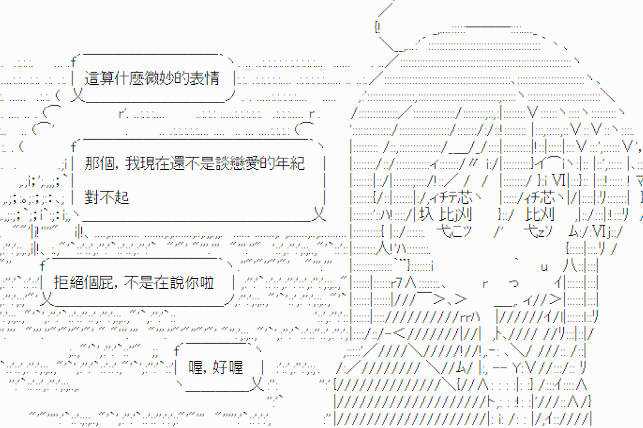 這算什麼微妙的表情
那個，我現在還不是談戀愛的年紀
對不起
拒絕個屁，不是在說你啦
喔，好喔